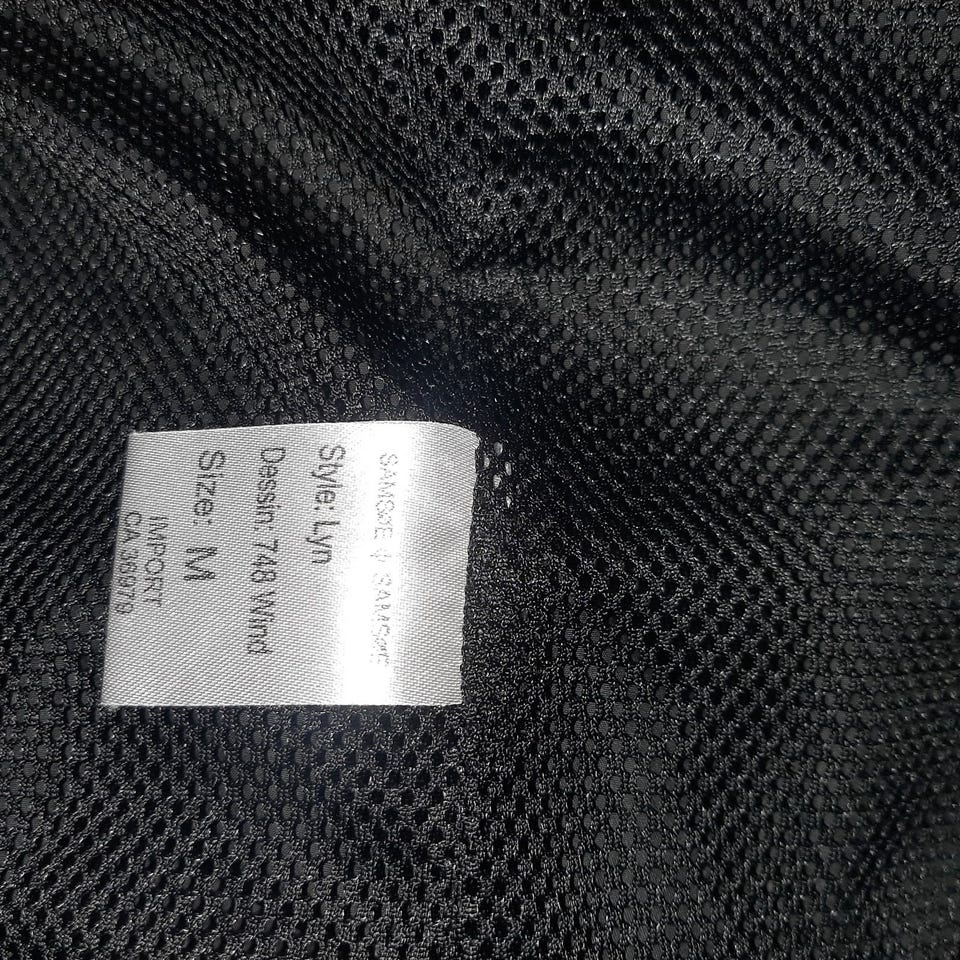 SAMSØE Φ SAMSØE
Style: Lyn
Dessin: 748 Wind
Size: M
IMPORT
CA 36979